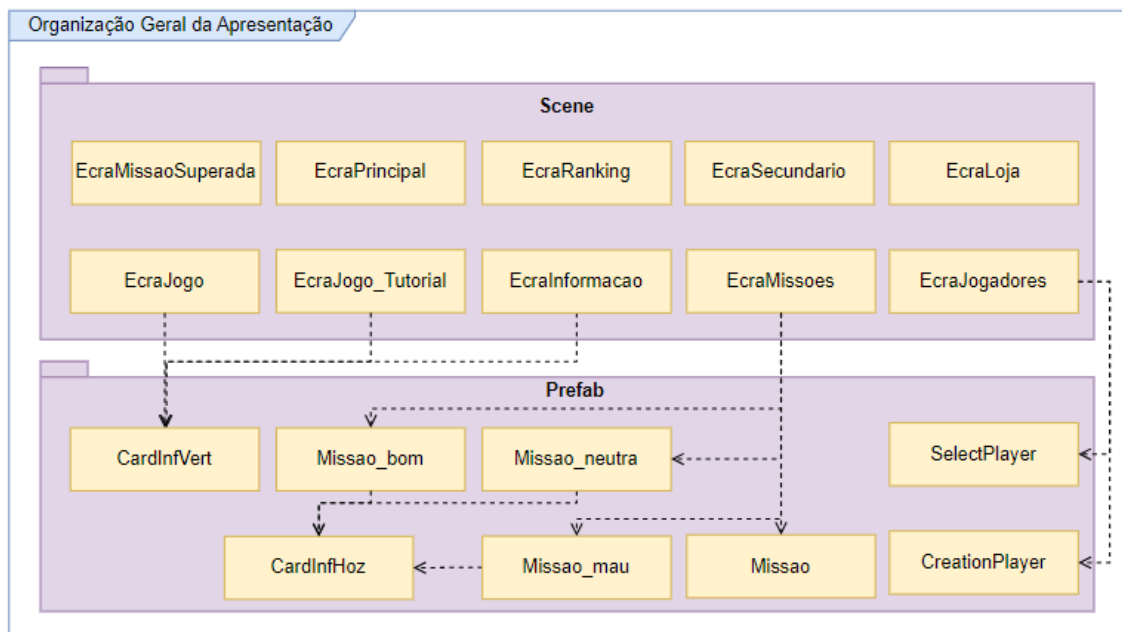 Organização Geral da Apresentação
Scene
EcraMissaoSuperada
EcraPrincipal
EcraRanking
EcraSecundario
EcraLoja
EcraJogo
EcraJogo_Tutorial
EcraInformacao
EcraMissoes
EcraJogadores
Prefab
CardInfVert
Missao_bom
Missao_neutra
SelectPlayer
CardInfHoz
Missao_mau
Missao
CreationPlayer